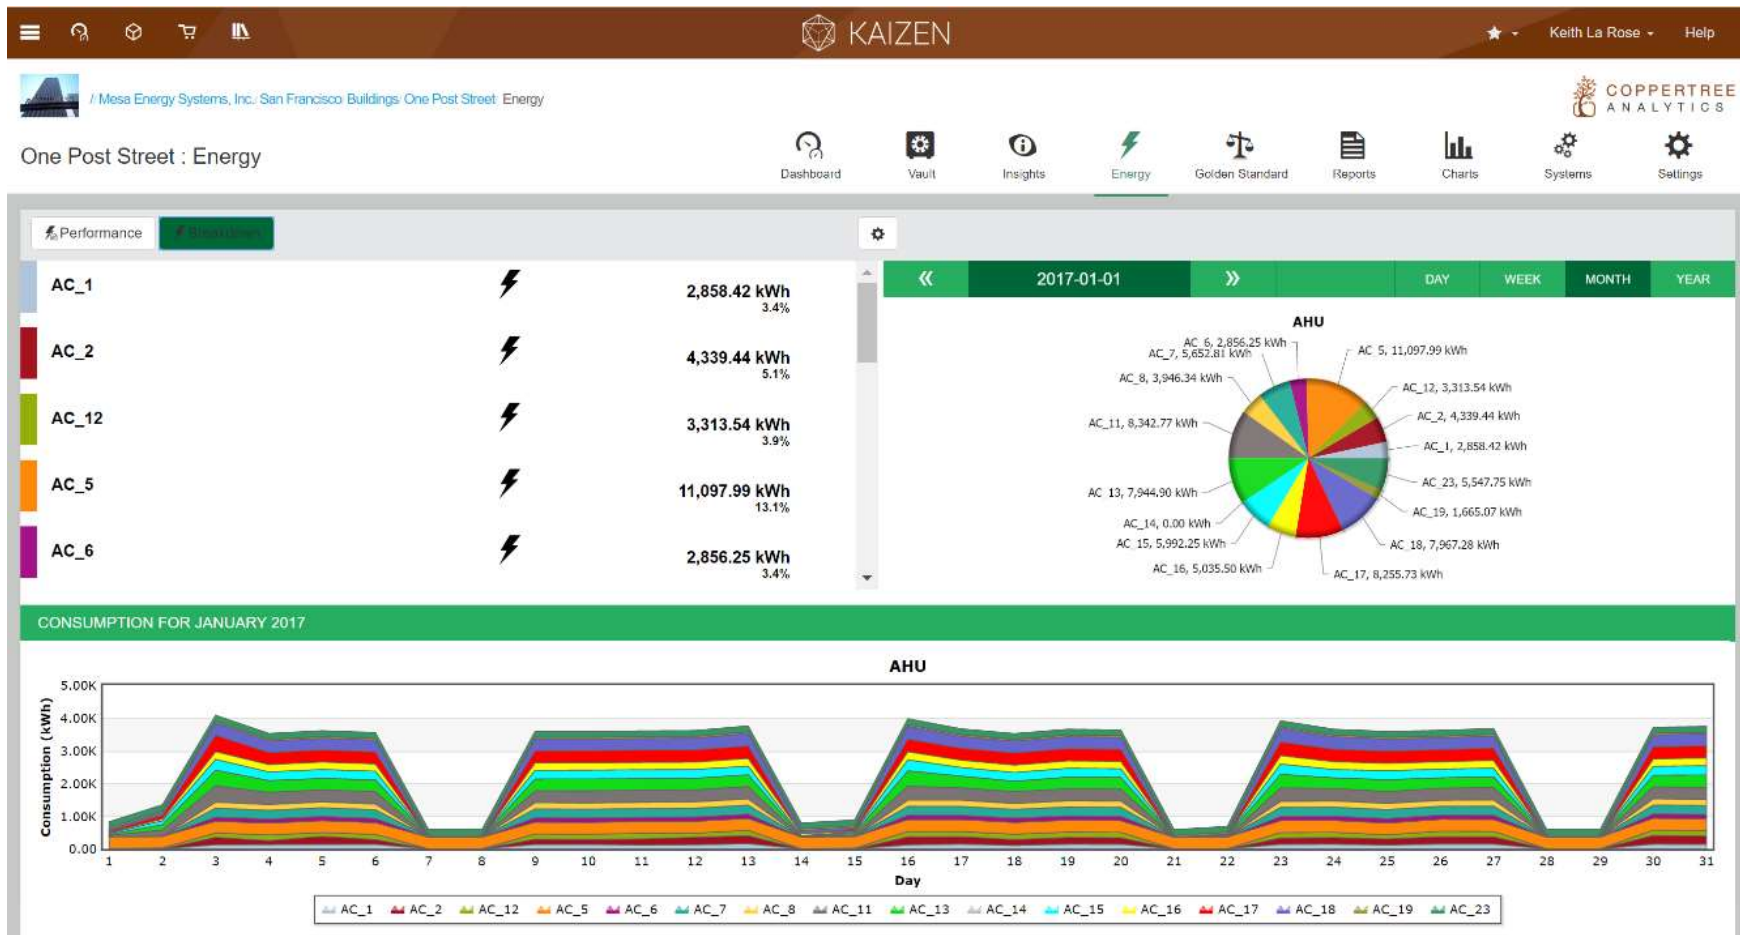 KAIZEN
Keith La Rose
Help
/ Mesa Energy Systems, Inc. San Francisco Buildings One Post Street Energy
COPPERTREE
ANALYTICS
One Post Street : Energy
Dashboard
Vault
Insights
Energy
Golden Standard
Reports
Charts
Systems
Settings
Performance
Breakdown
AC_1
2,858.42 kWh
3.4%
AC_2
4,339.44 kWh
5.1%
AC_12
3,313.54 kWh
3.9%
AC_5
11,097.99 kWh
13.1%
AC_6
2,856.25 kWh
3.4%
2017-01-01
DAY
WEEK
MONTH
YEAR
AHU
AC_6, 2,856.25 kWh
AC_7, 5,652.81 kWh
AC_8, 3,946.34 kWh
AC_11, 8,342.77 kWh
AC_13, 7,944.90 kWh
AC_14, 0.00 kWh
AC_15, 5,992.25 kWh
AC_16, 5,035.50 kWh
AC_5, 11,097.99 kWh
AC_12, 3,313.54 kWh
AC_2, 4,339.44 kWh
AC_1, 2,858.42 kWh
AC_23, 5,547.75 kWh
AC_19, 1,665.07 kWh
AC_18, 7,967.28 kWh
AC_17, 8,255.73 kWh
CONSUMPTION FOR JANUARY 2017
AHU
Consumption (kWh)
5.00K
4.00K
3.00K
2.00K
1.00K
0.00
1 2 3 4 5 6 7 8 9 10 11 12 13 14 15 16 17 18 19 20 21 22 23 24 25 26 27 28 29 30 31
Day
AC_1 AC_2 AC_12 AC_5 AC_6 AC_7 AC_8 AC_11 AC_13 AC_14 AC_15 AC_16 AC_17 AC_18 AC_19 AC_23